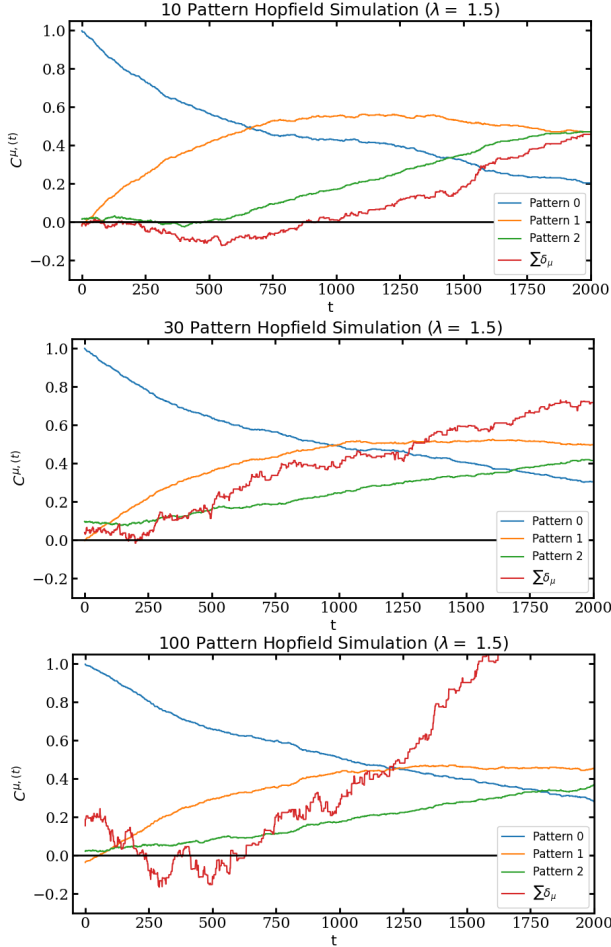 10 Pattern Hopfield Simulation (λ = 1.5)
1.0
0.8
0.6
0.4
0.2
0.0
−0.2
C^{μ,(t)}
Pattern 0
Pattern 1
Pattern 2
∑δ_μ
0 250 500 750 1000 1250 1500 1750 2000
t
30 Pattern Hopfield Simulation (λ = 1.5)
1.0
0.8
0.6
0.4
0.2
0.0
−0.2
C^{μ,(t)}
Pattern 0
Pattern 1
Pattern 2
∑δ_μ
0 250 500 750 1000 1250 1500 1750 2000
t
100 Pattern Hopfield Simulation (λ = 1.5)
1.0
0.8
0.6
0.4
0.2
0.0
−0.2
C^{μ,(t)}
Pattern 0
Pattern 1
Pattern 2
∑δ_μ
0 250 500 750 1000 1250 1500 1750 2000
t